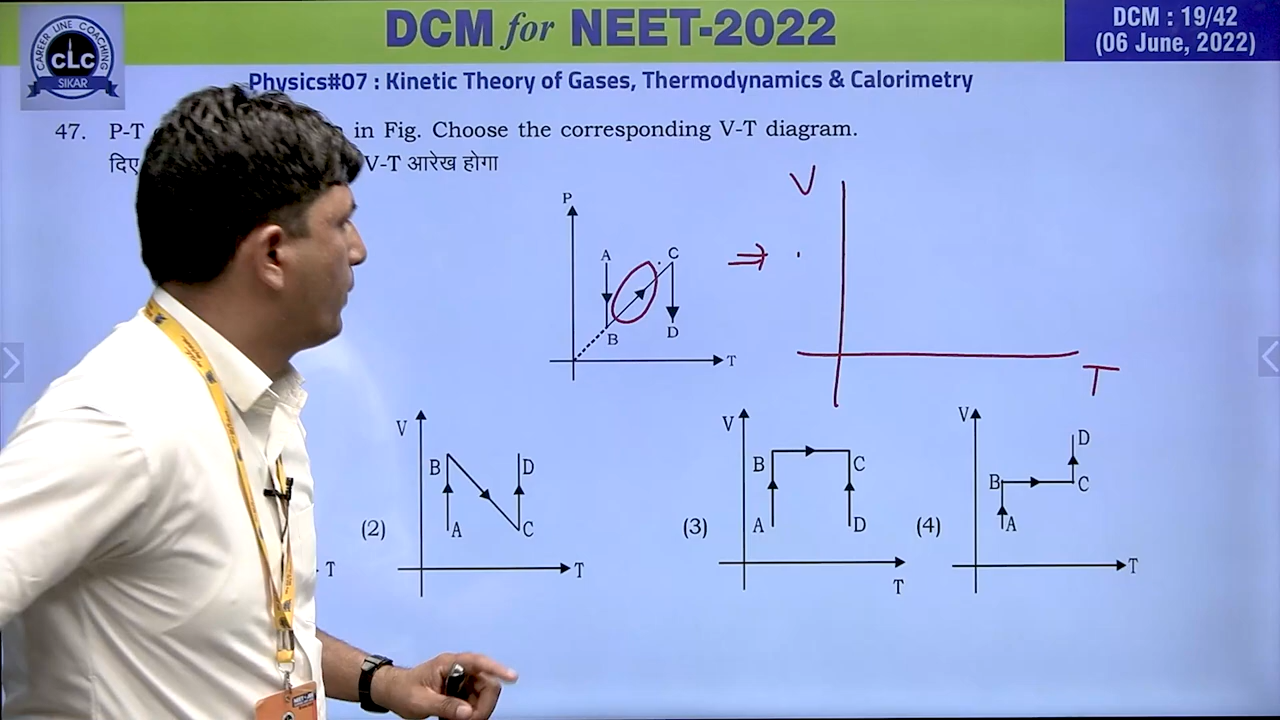 CAREER LINE COACHING
CLC
SIKAR
DCM for NEET-2022
DCM : 19/42
(06 June, 2022)
Physics#07 : Kinetic Theory of Gases, Thermodynamics & Calorimetry
47. P-T in Fig. Choose the corresponding V-T diagram.
V-T आरेख होगा
V
P
A
C
⇒
B
D
T
T
V
B
D
A
C
(2)
T
T
V
B
C
A
D
(3)
T
V
D
B
C
A
(4)
T